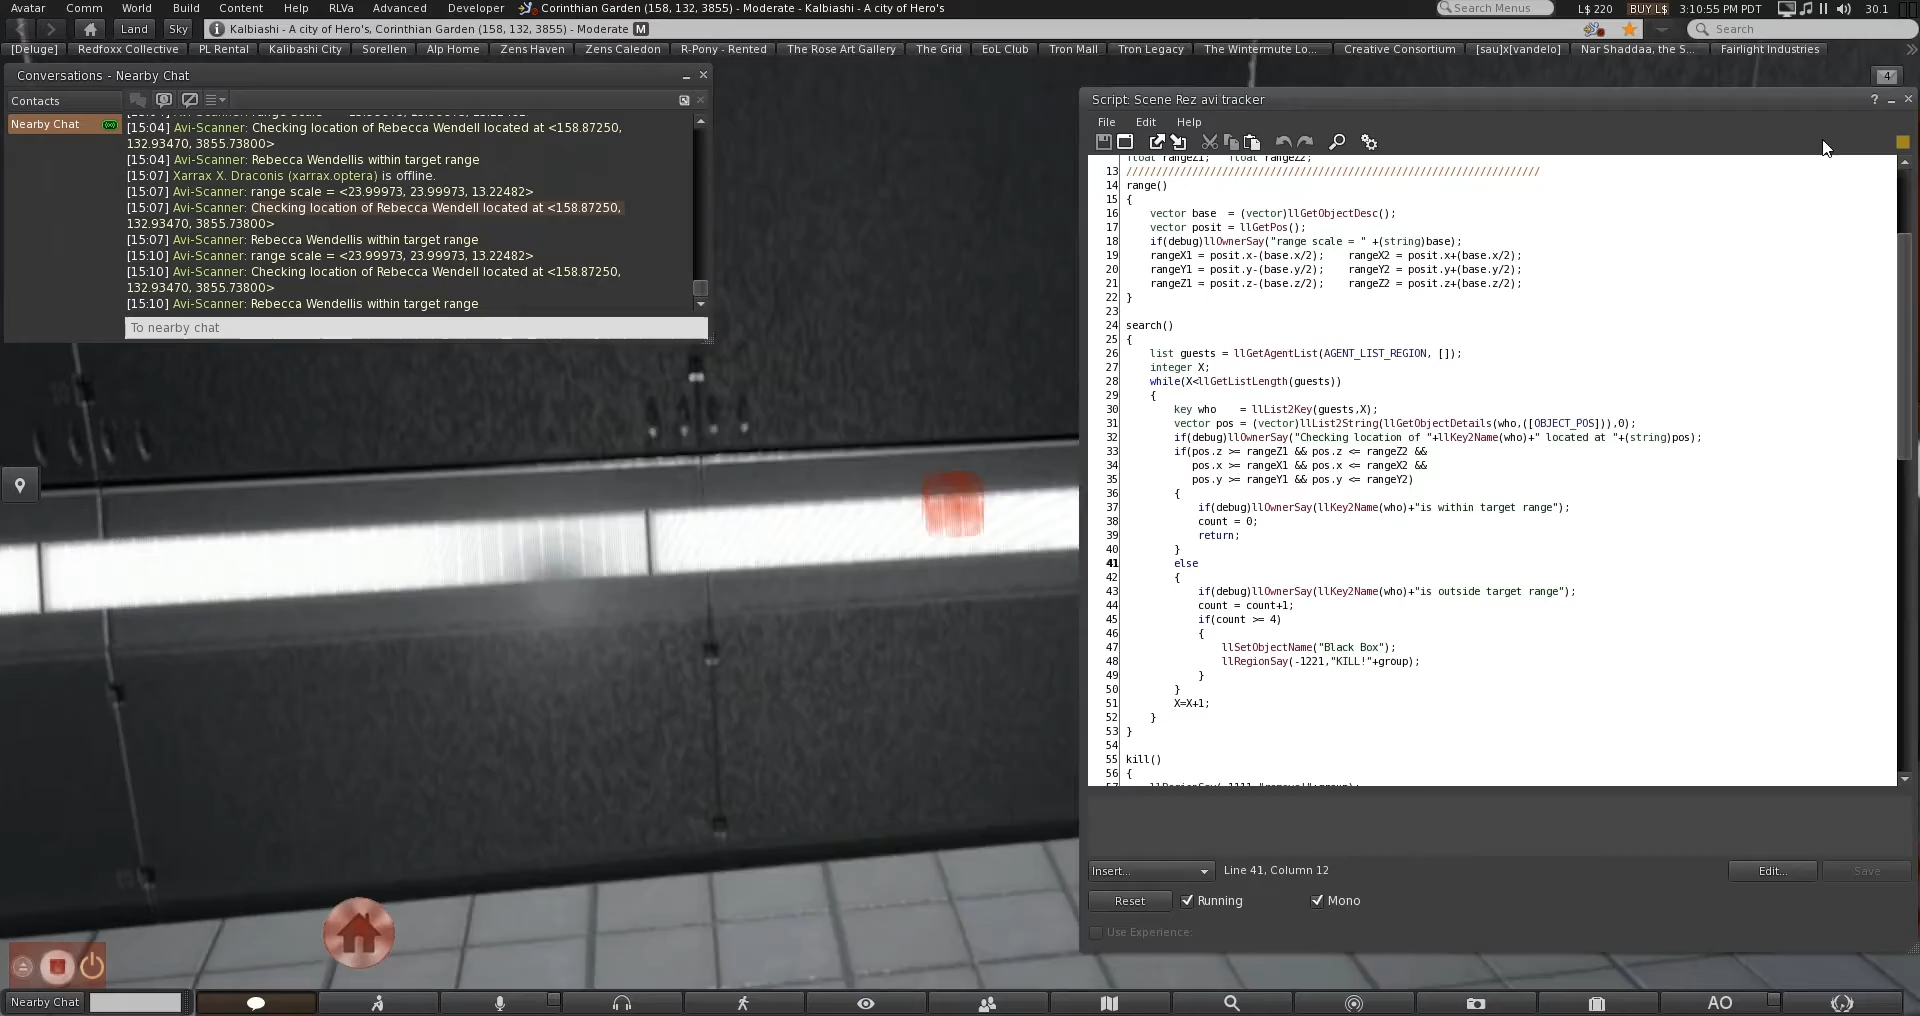 Avatar Comm World Build Content Help RLVa Advanced Developer Corinthian Garden (158, 132, 3855) - Moderate - Kalbiashi - A city of Hero's Search Menus L$ 220 BUY L$ 3:10:55 PM PDT 30.1
Land Sky Kalbiashi - A city of Hero's, Corinthian Garden (158, 132, 3855) - Moderate M Search
[Deluge] Redfoxx Collective PL Rental Kalibashi City Sorellen Alp Home Zens Haven Zens Caledon R-Pony - Rented The Rose Art Gallery The Grid EoL Club Tron Mall Tron Legacy The Wintermute Lo... Creative Consortium [sau]x[vandelo] Nar Shaddaa, the S... Fairlight Industries
4
Conversations - Nearby Chat
Contacts
Nearby Chat
[15:04] Avi-Scanner: Checking location of Rebecca Wendell located at <158.87250,
132.93470, 3855.73800>
[15:04] Avi-Scanner: Rebecca Wendellis within target range
[15:07] Xarrax X. Draconis (xarrax.optera) is offline.
[15:07] Avi-Scanner: range scale = <23.99973, 23.99973, 13.22482>
[15:07] Avi-Scanner: Checking location of Rebecca Wendell located at <158.87250,
132.93470, 3855.73800>
[15:07] Avi-Scanner: Rebecca Wendellis within target range
[15:10] Avi-Scanner: range scale = <23.99973, 23.99973, 13.22482>
[15:10] Avi-Scanner: Checking location of Rebecca Wendell located at <158.87250,
132.93470, 3855.73800>
[15:10] Avi-Scanner: Rebecca Wendellis within target range
To nearby chat
Script: Scene Rez avi tracker
File Edit Help
float rangeZ1; float rangeZ2;
13 /////////////////////////////////////////////////////////////////////
14 range()
15 {
16 vector base = (vector)llGetObjectDesc();
17 vector posit = llGetPos();
18 if(debug)llOwnerSay("range scale = " +(string)base);
19 rangeX1 = posit.x-(base.x/2); rangeX2 = posit.x+(base.x/2);
20 rangeY1 = posit.y-(base.y/2); rangeY2 = posit.y+(base.y/2);
21 rangeZ1 = posit.z-(base.z/2); rangeZ2 = posit.z+(base.z/2);
22 }
23
24 search()
25 {
26 list guests = llGetAgentList(AGENT_LIST_REGION, []);
27 integer X;
28 while(X<llGetListLength(guests))
29 {
30 key who = llList2Key(guests,X);
31 vector pos = (vector)llList2String(llGetObjectDetails(who,([OBJECT_POS])),0);
32 if(debug)llOwnerSay("Checking location of "+llKey2Name(who)+" located at "+(string)pos);
33 if(pos.z >= rangeZ1 && pos.z <= rangeZ2 &&
34 pos.x >= rangeX1 && pos.x <= rangeX2 &&
35 pos.y >= rangeY1 && pos.y <= rangeY2)
36 {
37 if(debug)llOwnerSay(llKey2Name(who)+"is within target range");
38 count = 0;
39 return;
40 }
41 else
42 {
43 if(debug)llOwnerSay(llKey2Name(who)+"is outside target range");
44 count = count+1;
45 if(count >= 4)
46 {
47 llSetObjectName("Black Box");
48 llRegionSay(-1221,"KILL!"+group);
49 }
50 }
51 X=X+1;
52 }
53 }
54
55 kill()
56 {
Insert... Line 41, Column 12 Edit... Save
Reset Running Mono
Use Experience:
Nearby Chat AO